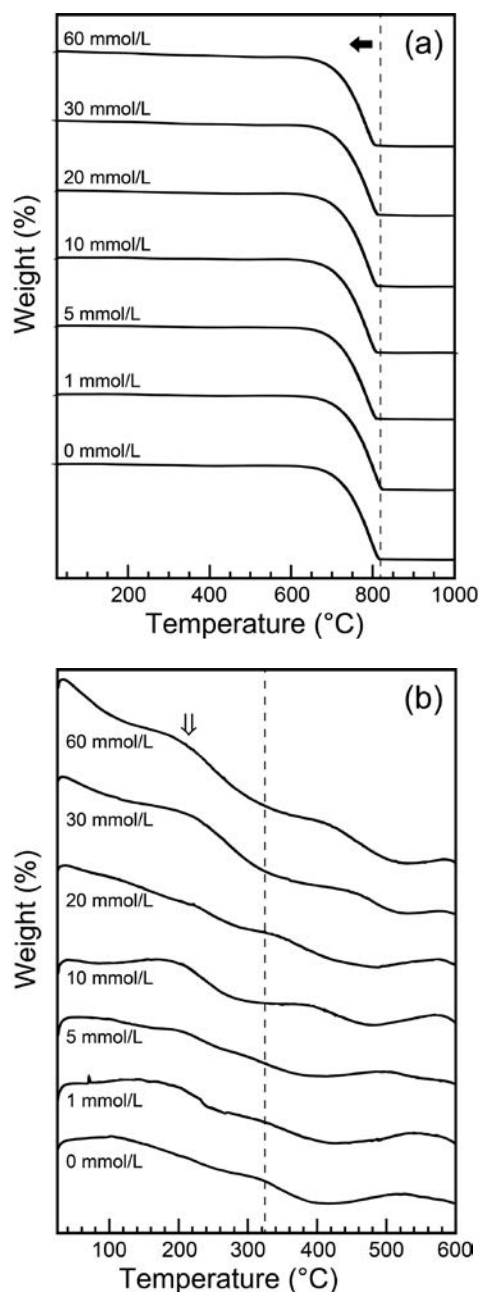 (a)
60 mmol/L
30 mmol/L
20 mmol/L
10 mmol/L
5 mmol/L
1 mmol/L
0 mmol/L
Weight (%)
200 400 600 800 1000
Temperature (°C)
(b)
60 mmol/L
30 mmol/L
20 mmol/L
10 mmol/L
5 mmol/L
1 mmol/L
0 mmol/L
Weight (%)
100 200 300 400 500 600
Temperature (°C)